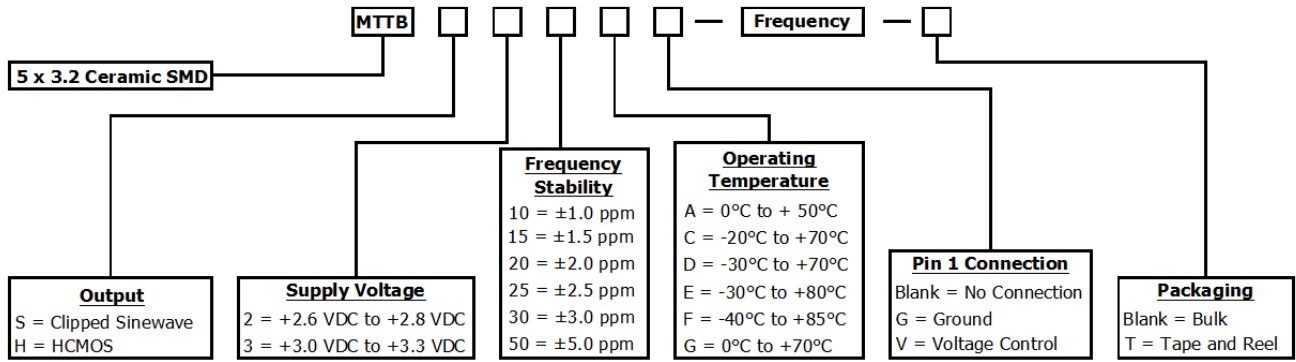 MTTB
Frequency
5 x 3.2 Ceramic SMD
Output
S = Clipped Sinewave
H = HCMOS
Supply Voltage
2 = +2.6 VDC to +2.8 VDC
3 = +3.0 VDC to +3.3 VDC
Frequency
Stability
10 = ±1.0 ppm
15 = ±1.5 ppm
20 = ±2.0 ppm
25 = ±2.5 ppm
30 = ±3.0 ppm
50 = ±5.0 ppm
Operating
Temperature
A = 0°C to + 50°C
C = -20°C to +70°C
D = -30°C to +70°C
E = -30°C to +80°C
F = -40°C to +85°C
G = 0°C to +70°C
Pin 1 Connection
Blank = No Connection
G = Ground
V = Voltage Control
Packaging
Blank = Bulk
T = Tape and Reel